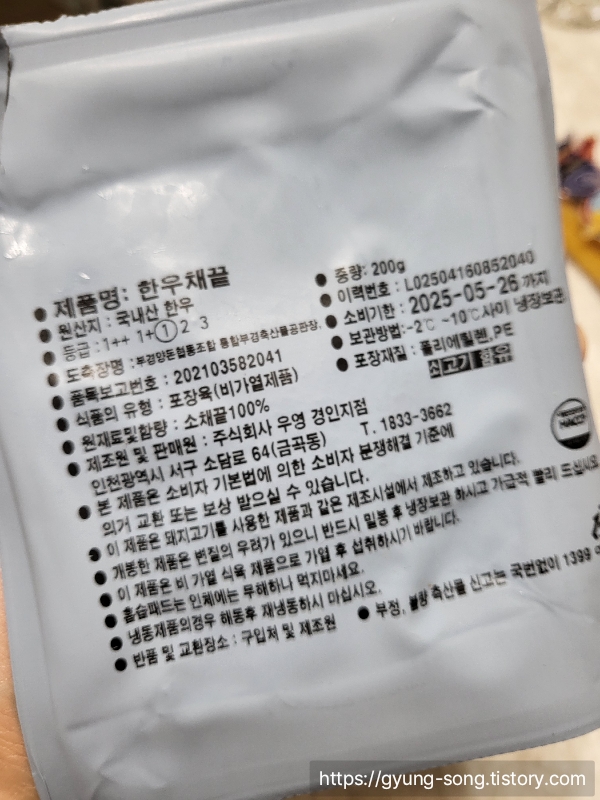 제품명: 한우채끝
원산지 : 국내산 한우
등급 : 1++ 1+ 1 2 3
도축장명 : 부경양돈협동조합 통합부경축산물공판장
품목보고번호 : 202103582041
식품의 유형 : 포장육(비가열제품)
원재료및함량 : 소채끝100%
제조원 및 판매원 : 주식회사 우영 경인지점
인천광역시 서구 소담로 64(금곡동) T. 1833-3662
중량: 200g
이력번호 : L02504160852040
소비기한 : 2025-05-26 까지
보관방법:-2℃ ~10℃사이 냉장보관
포장재질 : 폴리에틸렌,PE
쇠고기 함유
본 제품은 소비자 기본법에 의한 소비자 분쟁해결 기준에
의거 교환 또는 보상 받으실 수 있습니다.
이 제품은 돼지고기를 사용한 제품과 같은 제조시설에서 제조하고 있습니다.
개봉한 제품은 변질의 우려가 있으니 반드시 밀봉 후 냉장보관 하시고 가급적 빨리 드십시오
이 제품은 비 가열 식육 제품으로 가열 후 섭취하시기 바랍니다.
흡습패드는 인체에는 무해하나 먹지마세요.
냉동제품의경우 해동후 재냉동하시 마십시오.
부정, 불량 축산물 신고는 국번없이 1399
반품 및 교환장소 : 구입처 및 제조원
HACCP
https://gyung-song.tistory.com